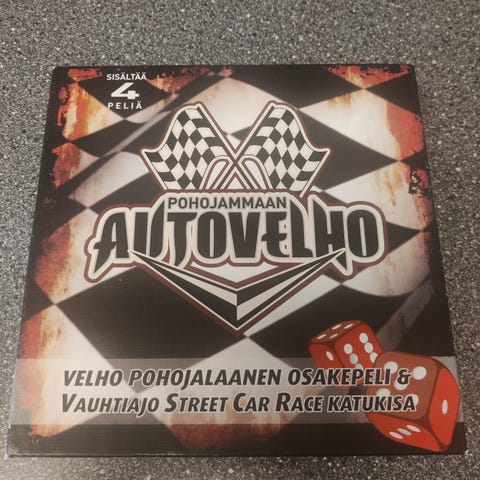 SISÄLTÄÄ
4
PELIÄ
POHOJAMMAAN
AUTOVELHO
VELHO POHOJALAANEN OSAKEPELI &
VAUHTIAJO STREET CAR RACE KATUKISA